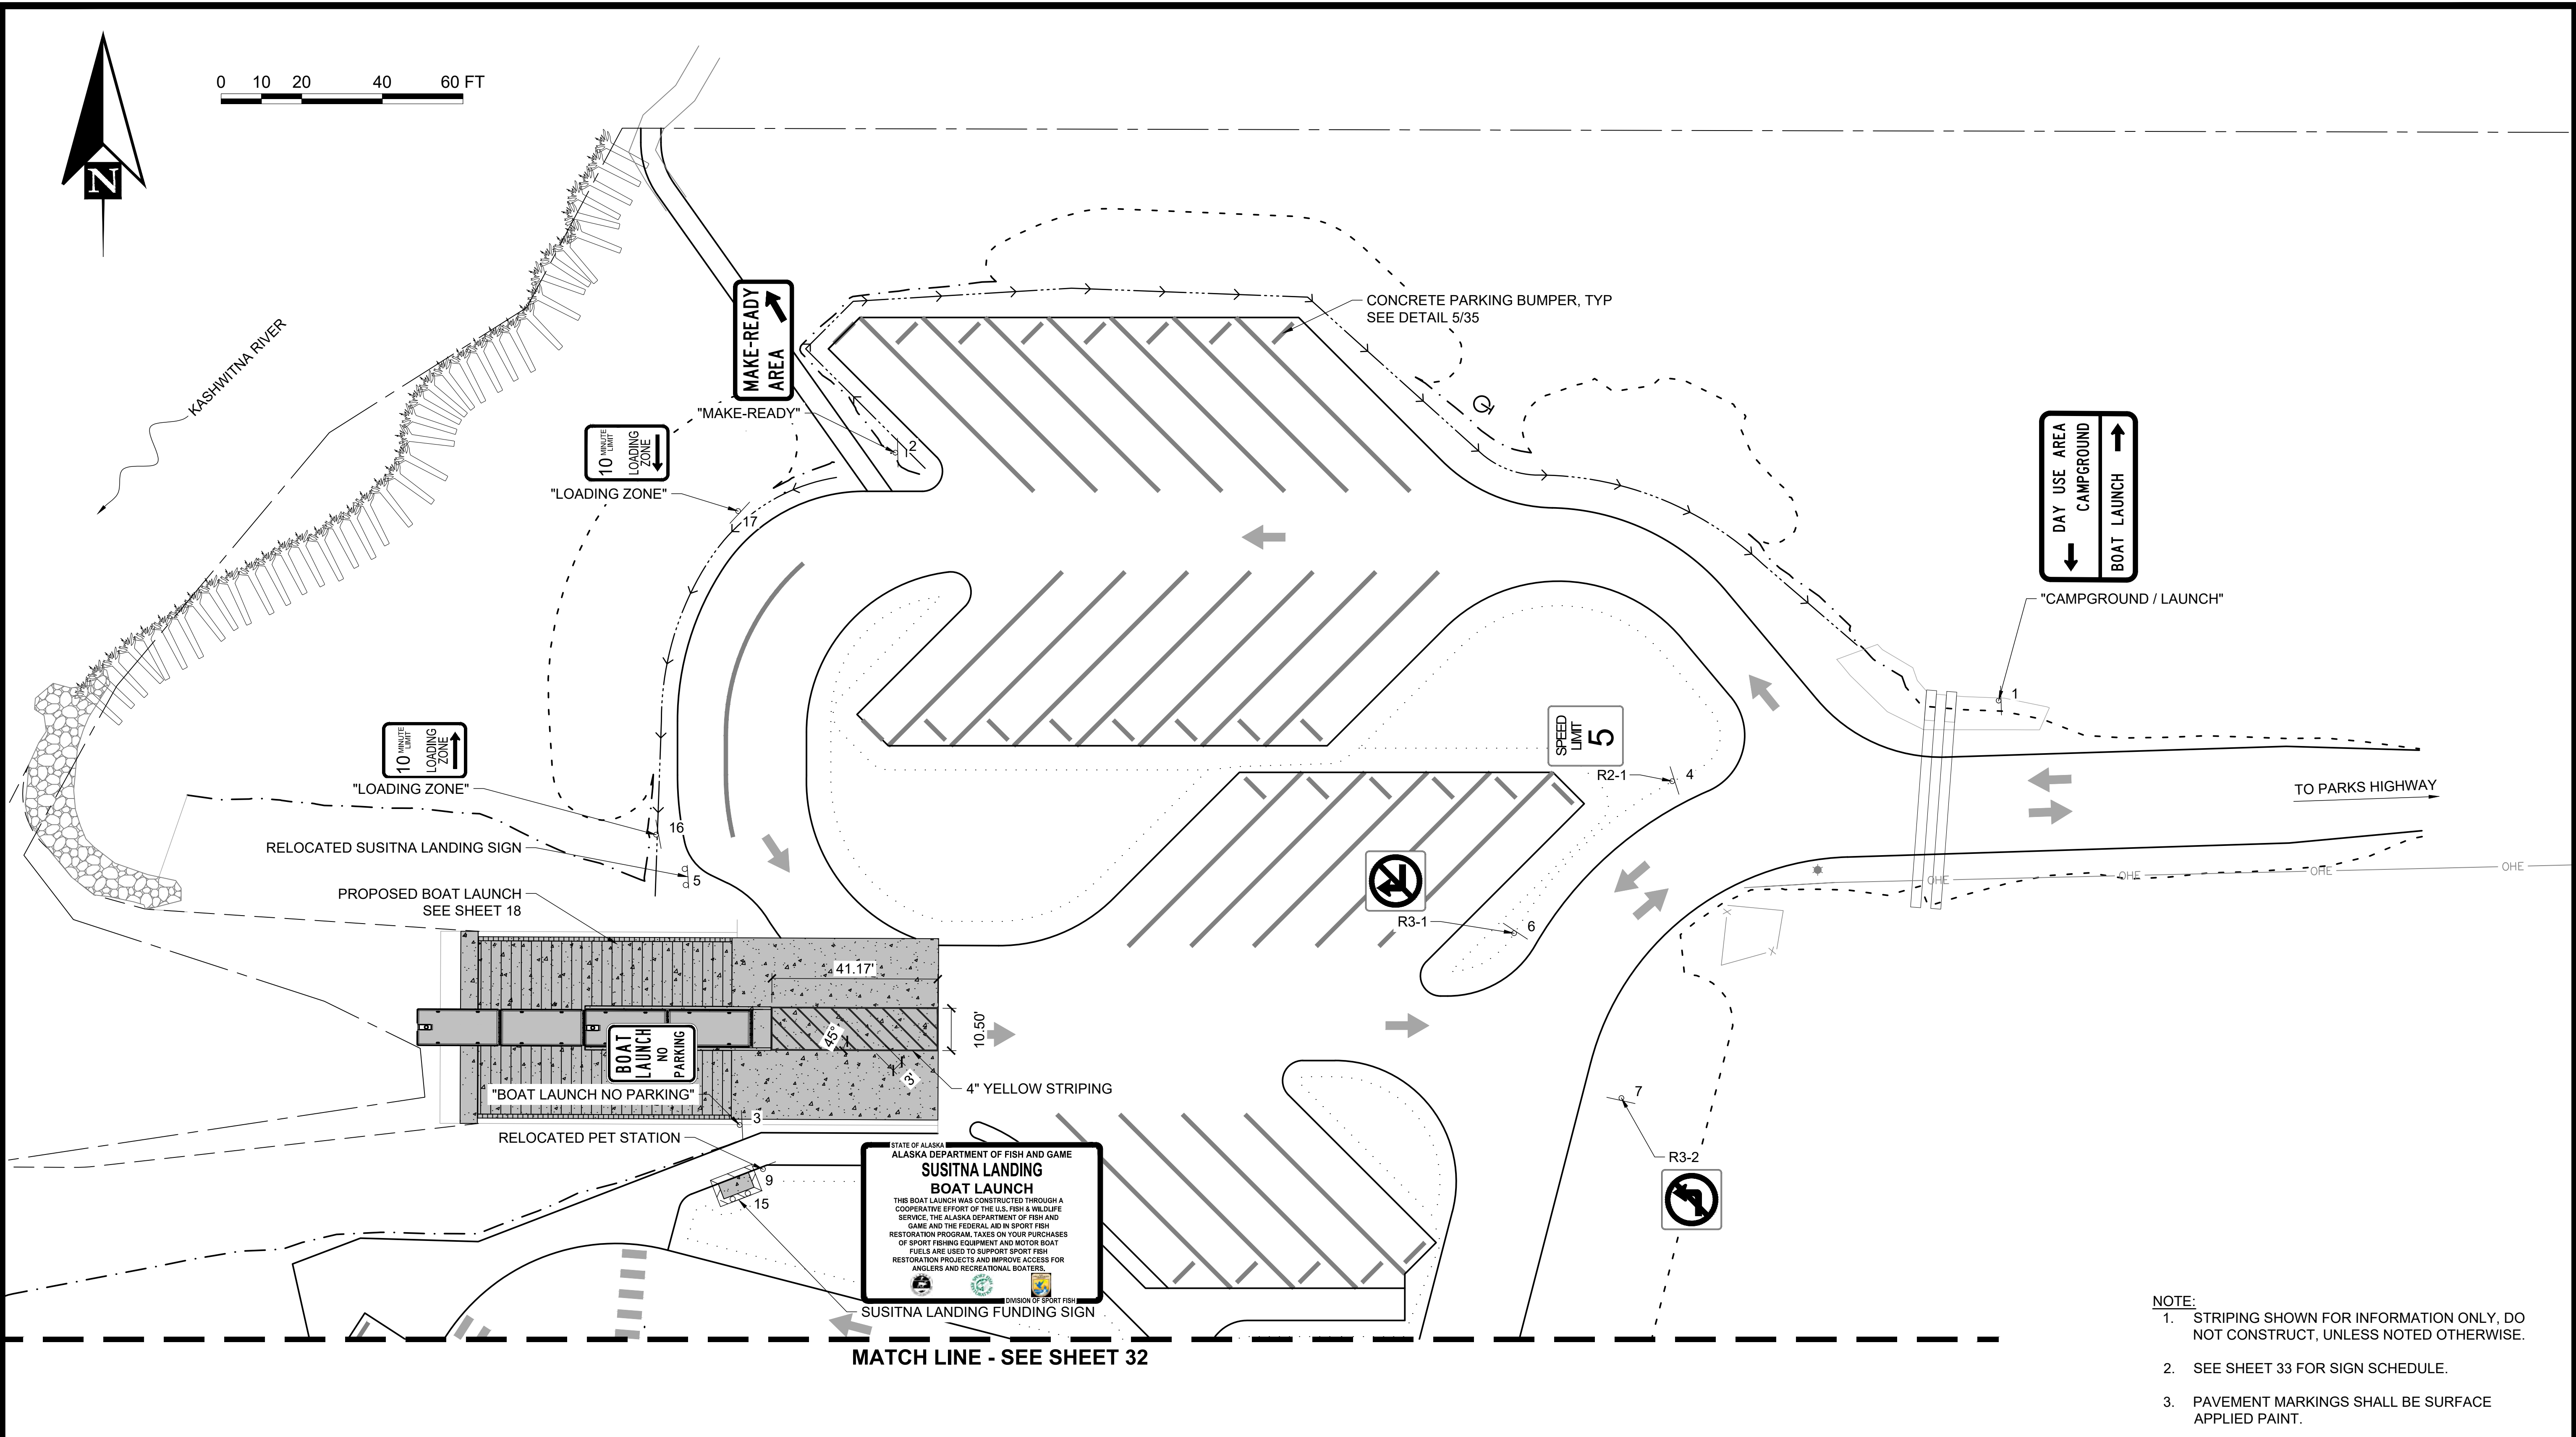 0 10 20 40 60 FT
N
KASHWITNA RIVER
MAKE-READY
AREA
"MAKE-READY"
2
CONCRETE PARKING BUMPER, TYP
SEE DETAIL 5/35
10 MINUTE
LIMIT
LOADING
ZONE
"LOADING ZONE"
17
DAY USE AREA
CAMPGROUND
BOAT LAUNCH
"CAMPGROUND / LAUNCH"
1
10 MINUTE
LIMIT
LOADING
ZONE
"LOADING ZONE"
16
SPEED
LIMIT
5
R2-1
4
TO PARKS HIGHWAY
RELOCATED SUSITNA LANDING SIGN
5
PROPOSED BOAT LAUNCH
SEE SHEET 18
R3-1
6
OHE
OHE
OHE
OHE
X
X
41.17'
10.50'
45°
3'
4" YELLOW STRIPING
BOAT
LAUNCH
NO
PARKING
"BOAT LAUNCH NO PARKING"
3
RELOCATED PET STATION
9
15
7
R3-2
STATE OF ALASKA
ALASKA DEPARTMENT OF FISH AND GAME
SUSITNA LANDING
BOAT LAUNCH
THIS BOAT LAUNCH WAS CONSTRUCTED THROUGH A
COOPERATIVE EFFORT OF THE U.S. FISH & WILDLIFE
SERVICE, THE ALASKA DEPARTMENT OF FISH AND
GAME AND THE FEDERAL AID IN SPORT FISH
RESTORATION PROGRAM. TAXES ON YOUR PURCHASES
OF SPORT FISHING EQUIPMENT AND MOTOR BOAT
FUELS ARE USED TO SUPPORT SPORT FISH
RESTORATION PROJECTS AND IMPROVE ACCESS FOR
ANGLERS AND RECREATIONAL BOATERS.
DIVISION OF SPORT FISH
SUSITNA LANDING FUNDING SIGN
MATCH LINE - SEE SHEET 32
NOTE:
1. STRIPING SHOWN FOR INFORMATION ONLY, DO
NOT CONSTRUCT, UNLESS NOTED OTHERWISE.
2. SEE SHEET 33 FOR SIGN SCHEDULE.
3. PAVEMENT MARKINGS SHALL BE SURFACE
APPLIED PAINT.